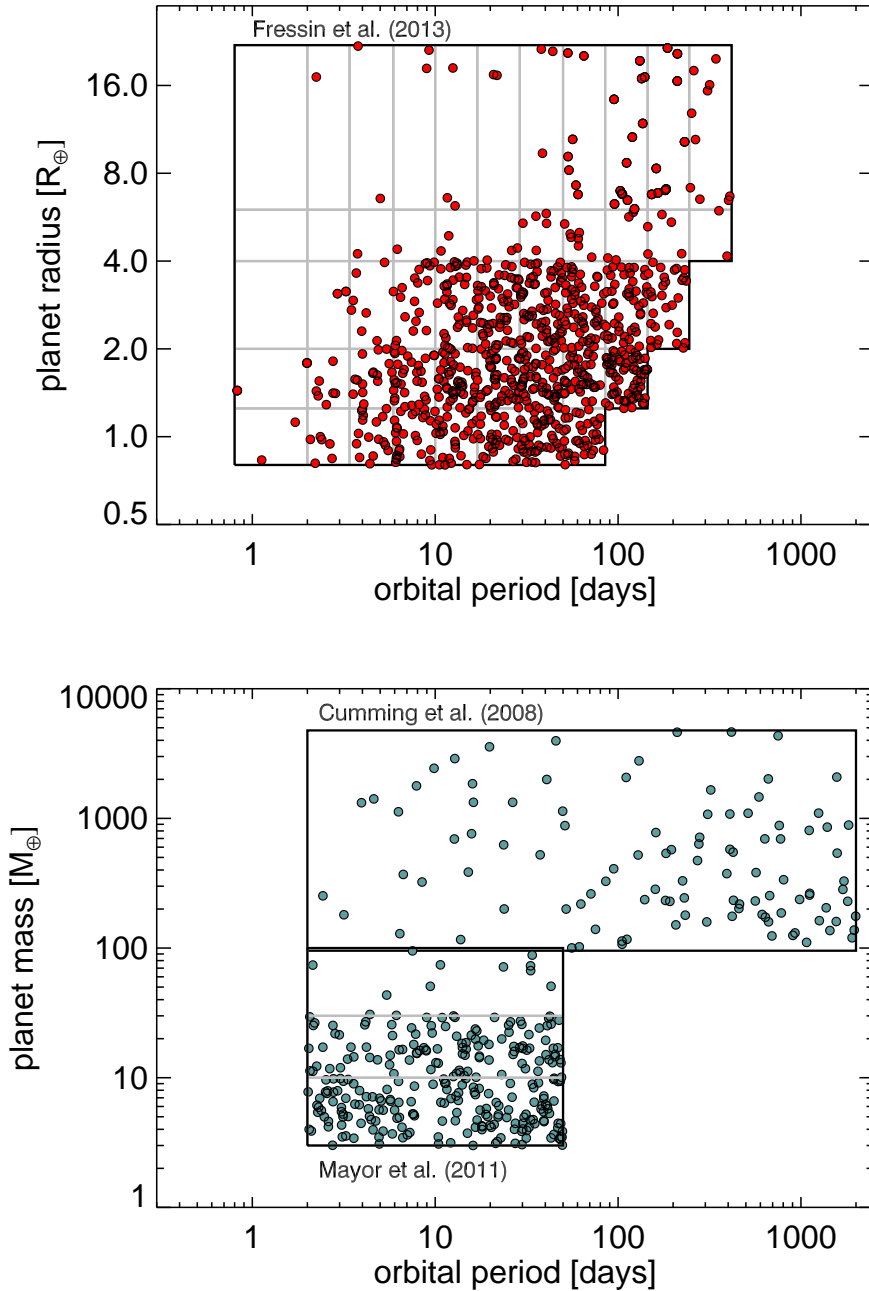 Fressin et al. (2013)
planet radius [R⊕]
16.0
8.0
4.0
2.0
1.0
0.5
1 10 100 1000
orbital period [days]
Cumming et al. (2008)
planet mass [M⊕]
10000
1000
100
10
1
Mayor et al. (2011)
1 10 100 1000
orbital period [days]